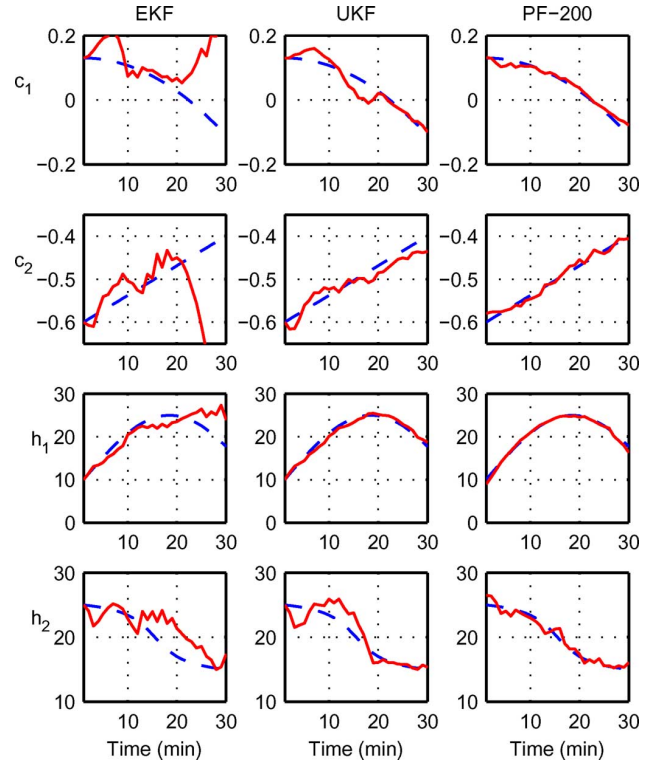 EKF UKF PF−200
0.2 0.2 0.2
c1 0 0 0
−0.2 −0.2 −0.2
10 20 30 10 20 30 10 20 30
−0.4 −0.4 −0.4
c2 −0.5 −0.5 −0.5
−0.6 −0.6 −0.6
10 20 30 10 20 30 10 20 30
30 30 30
h1 20 20 20
10 10 10
0 0 0
10 20 30 10 20 30 10 20 30
30 30 30
h2 20 20 20
10 10 10
10 20 30 10 20 30 10 20 30
Time (min) Time (min) Time (min)